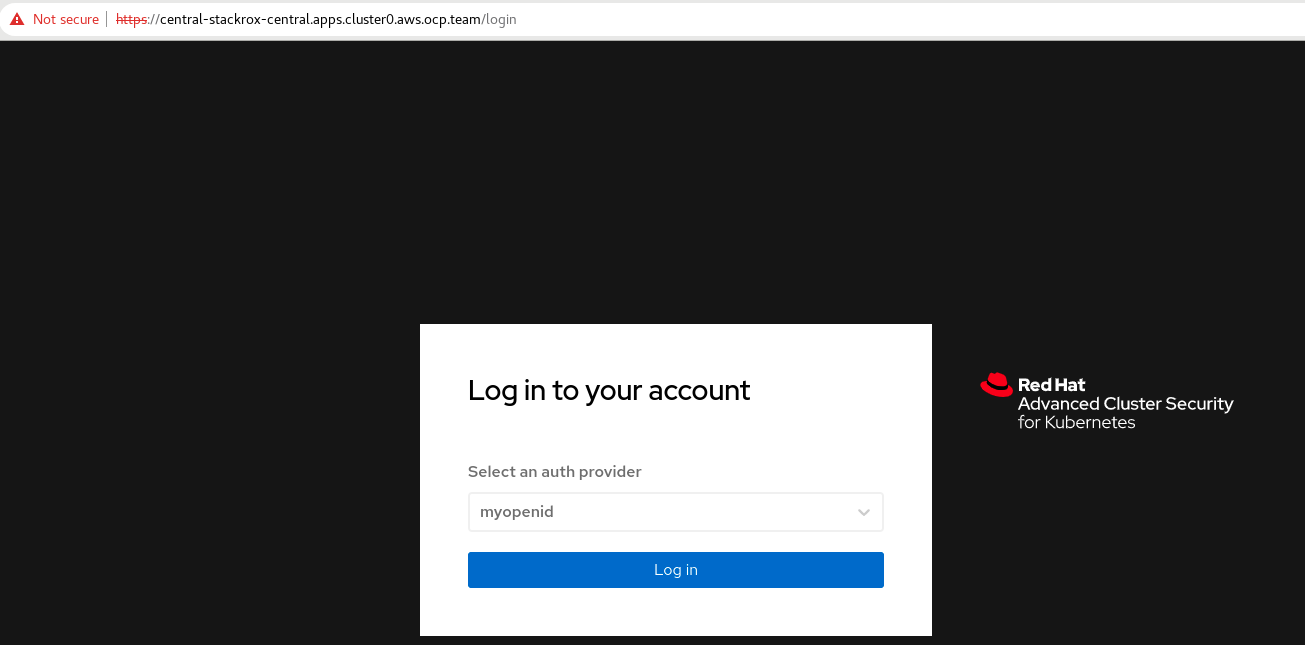 Not secure https://central-stackrox-central.apps.cluster0.aws.ocp.team/login
Log in to your account
Red Hat
Advanced Cluster Security
for Kubernetes
Select an auth provider
myopenid
Log in